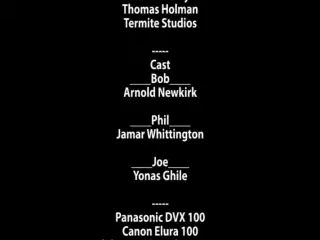 Thomas Holman
Termite Studios
-----
Cast
____Bob____
Arnold Newkirk
____Phil____
Jamar Whittington
____Joe____
Yonas Ghile
-----
Panasonic DVX 100
Canon Elura 100